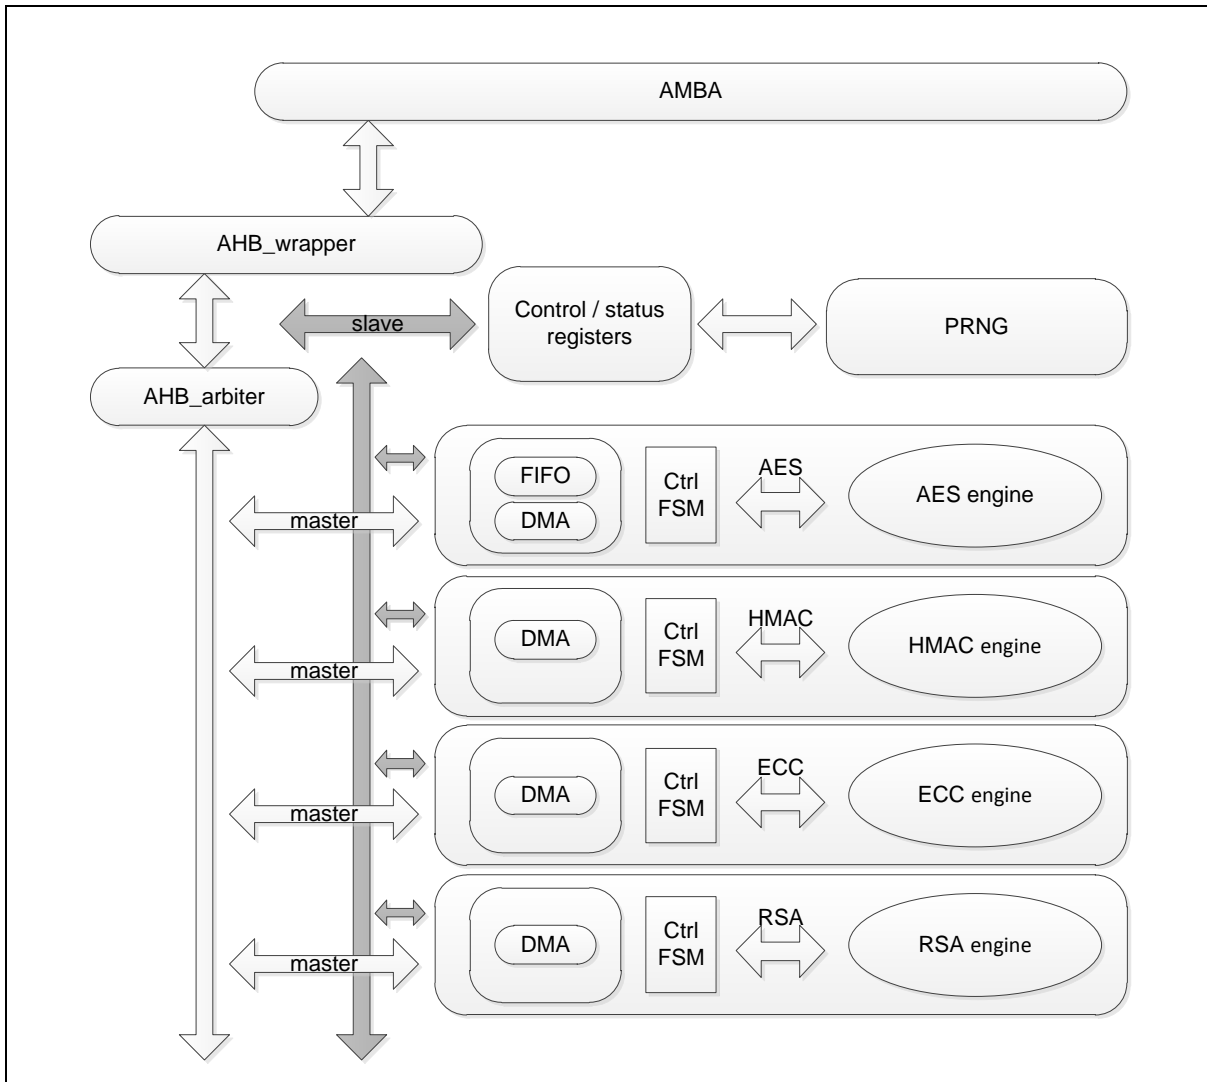 AMBA
AHB_wrapper
slave
Control / status
registers
PRNG
AHB_arbiter
FIFO
DMA
Ctrl
FSM
AES
AES engine
master
DMA
Ctrl
FSM
HMAC
HMAC engine
master
DMA
Ctrl
FSM
ECC
ECC engine
master
DMA
Ctrl
FSM
RSA
RSA engine
master